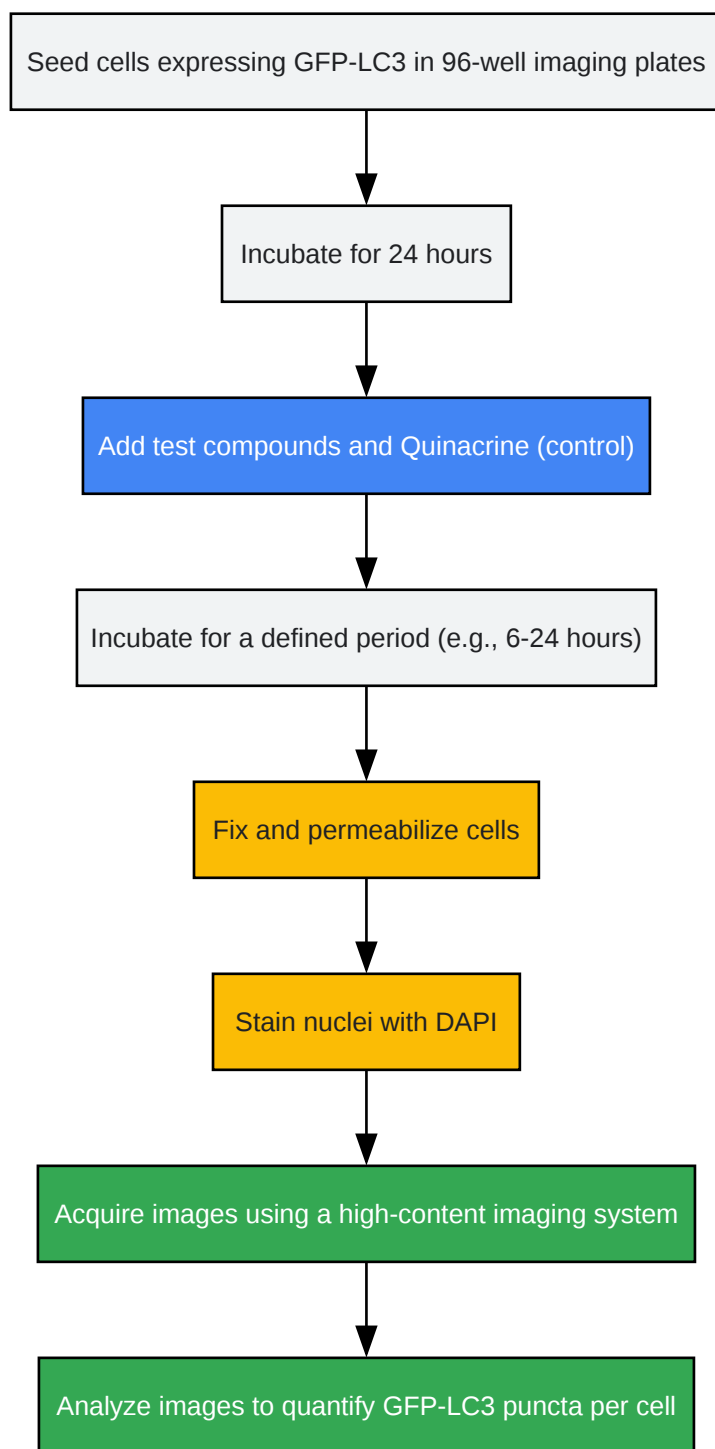 Seed cells expressing GFP-LC3 in 96-well imaging plates
Incubate for 24 hours
Add test compounds and Quinacrine (control)
Incubate for a defined period (e.g., 6-24 hours)
Fix and permeabilize cells
Stain nuclei with DAPI
Acquire images using a high-content imaging system
Analyze images to quantify GFP-LC3 puncta per cell